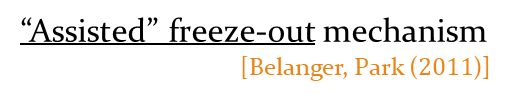 “Assisted” freeze-out mechanism
[Belanger, Park (2011)]